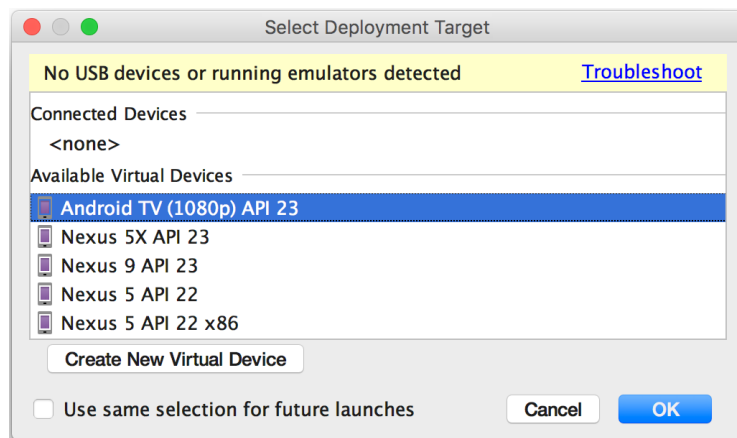 Select Deployment Target
No USB devices or running emulators detected Troubleshoot
Connected Devices
<none>
Available Virtual Devices
Android TV (1080p) API 23
Nexus 5X API 23
Nexus 9 API 23
Nexus 5 API 22
Nexus 5 API 22 x86
Create New Virtual Device
Use same selection for future launches Cancel OK